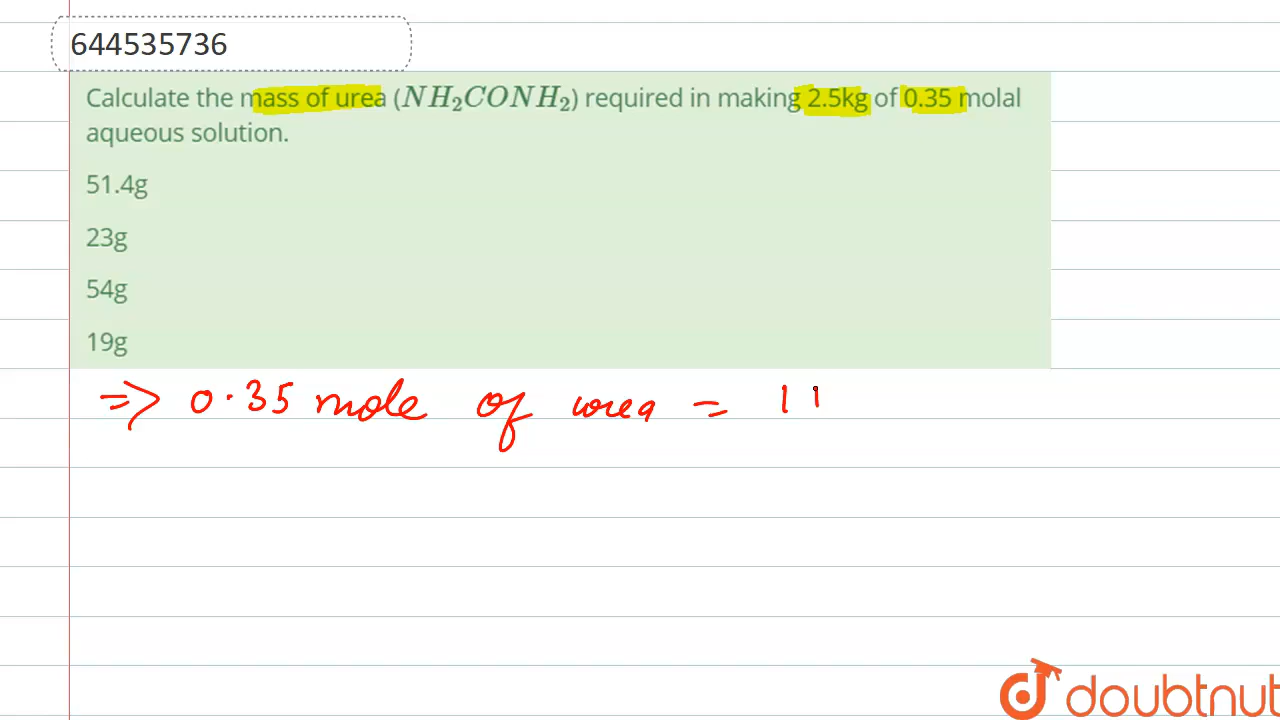 644535736
Calculate the mass of urea (NH₂CONH₂) required in making 2.5kg of 0.35 molal
aqueous solution.
51.4g
23g
54g
19g
=> 0.35 mole of urea = 11
doubtnut